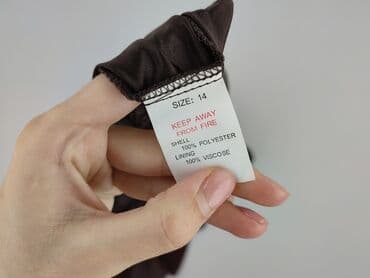 SIZE: 14
KEEP AWAY
FROM FIRE
SHELL
100% POLYESTER
LINING
100% VISCOSE